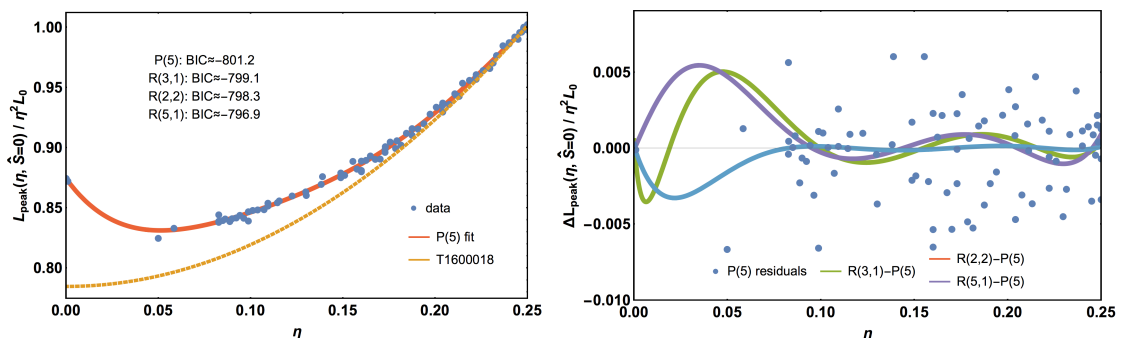 P(5): BIC≈−801.2
R(3,1): BIC≈−799.1
R(2,2): BIC≈−798.3
R(5,1): BIC≈−796.9
L_peak(η, Ŝ=0) / η²L₀
1.00
0.95
0.90
0.85
0.80
data
P(5) fit
T1600018
0.00 0.05 0.10 0.15 0.20 0.25
η
ΔL_peak(η, Ŝ=0) / η²L₀
0.005
0.000
−0.005
−0.010
P(5) residuals
R(3,1)−P(5)
R(2,2)−P(5)
R(5,1)−P(5)
0.00 0.05 0.10 0.15 0.20 0.25
η